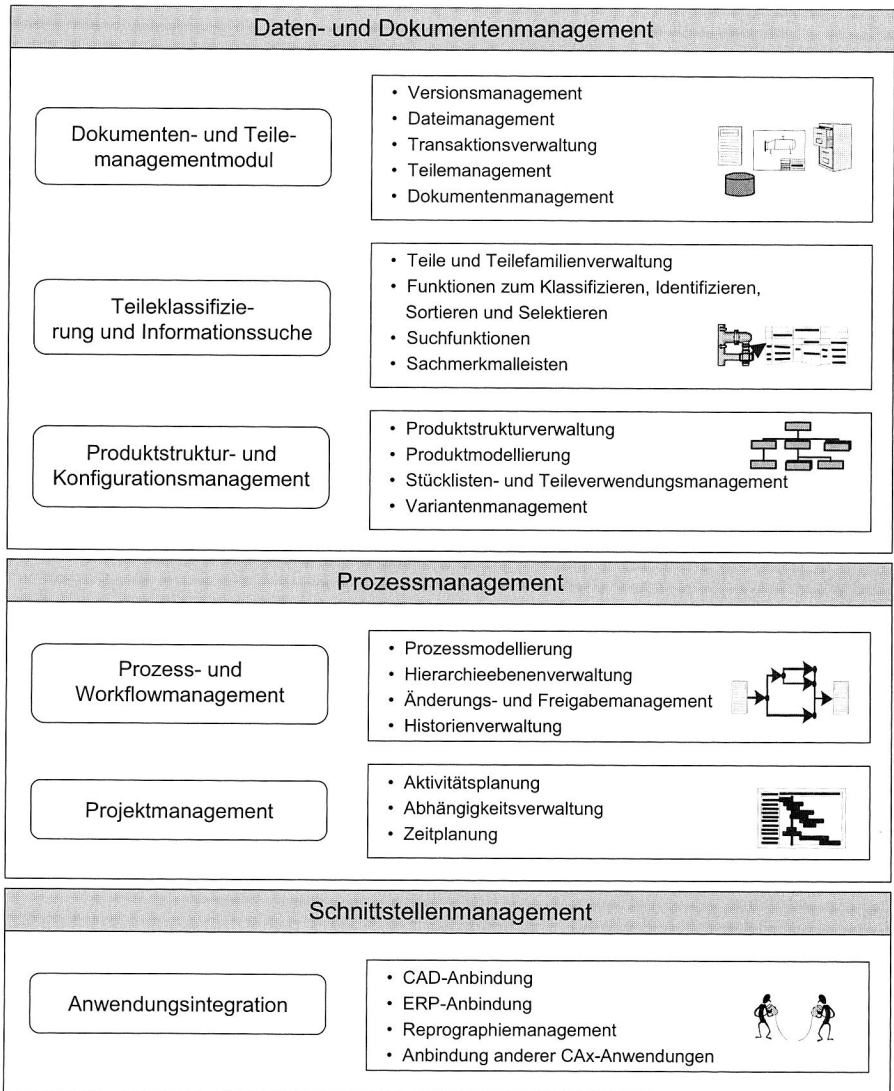 Daten- und Dokumentenmanagement
Dokumenten- und Teile-
managementmodul
• Versionsmanagement
• Dateimanagement
• Transaktionsverwaltung
• Teilemanagement
• Dokumentenmanagement
Teileklassifizie-
rung und Informationssuche
• Teile und Teilefamilienverwaltung
• Funktionen zum Klassifizieren, Identifizieren,
Sortieren und Selektieren
• Suchfunktionen
• Sachmerkmalleisten
Produktstruktur- und
Konfigurationsmanagement
• Produktstrukturverwaltung
• Produktmodellierung
• Stücklisten- und Teileverwendungsmanagement
• Variantenmanagement
Prozessmanagement
Prozess- und
Workflowmanagement
• Prozessmodellierung
• Hierarchieebenenverwaltung
• Änderungs- und Freigabemanagement
• Historienverwaltung
Projektmanagement
• Aktivitätsplanung
• Abhängigkeitsverwaltung
• Zeitplanung
Schnittstellenmanagement
Anwendungsintegration
• CAD-Anbindung
• ERP-Anbindung
• Reprographiemanagement
• Anbindung anderer CAx-Anwendungen